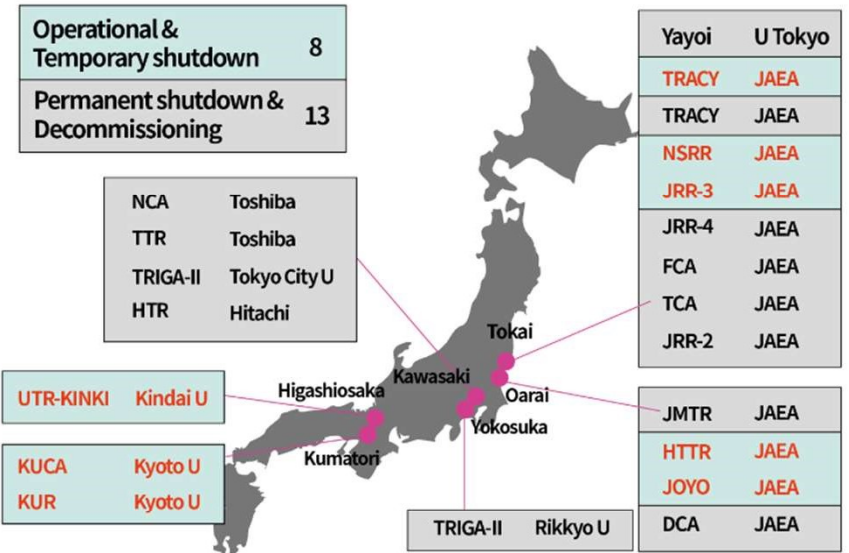 Operational &
Temporary shutdown 8
Permanent shutdown &
Decommissioning 13
NCA Toshiba
TTR Toshiba
TRIGA-II Tokyo City U
HTR Hitachi
UTR-KINKI Kindai U
KUCA Kyoto U
KUR Kyoto U
Higashiosaka
Kumatori
Kawasaki
Tokai
Oarai
Yokosuka
TRIGA-II Rikkyo U
Yayoi U Tokyo
TRACY JAEA
TRACY JAEA
NSRR JAEA
JRR-3 JAEA
JRR-4 JAEA
FCA JAEA
TCA JAEA
JRR-2 JAEA
JMTR JAEA
HTTR JAEA
JOYO JAEA
DCA JAEA